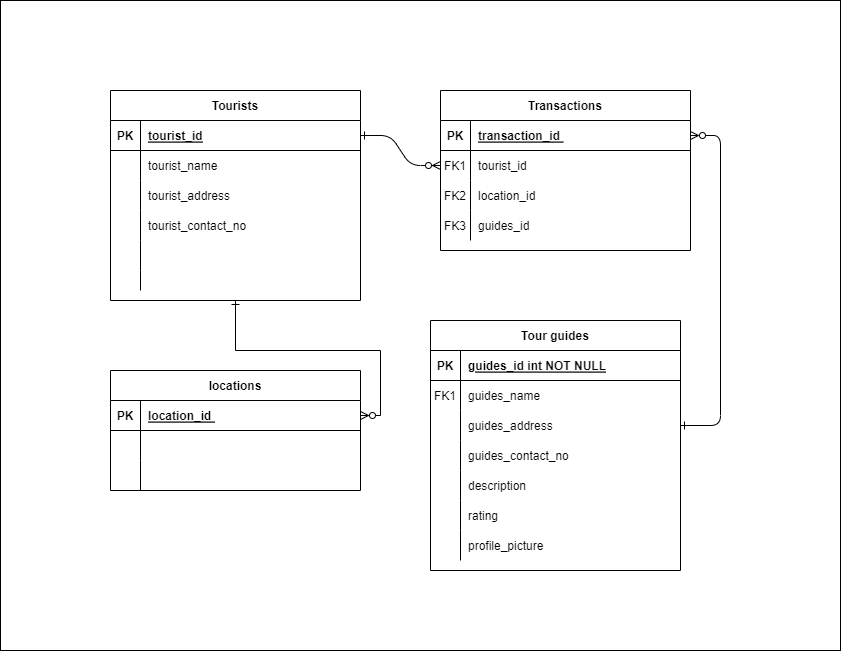 Tourists
PK tourist_id
tourist_name
tourist_address
tourist_contact_no
Transactions
PK transaction_id
FK1 tourist_id
FK2 location_id
FK3 guides_id
locations
PK location_id
Tour guides
PK guides_id int NOT NULL
FK1 guides_name
guides_address
guides_contact_no
description
rating
profile_picture